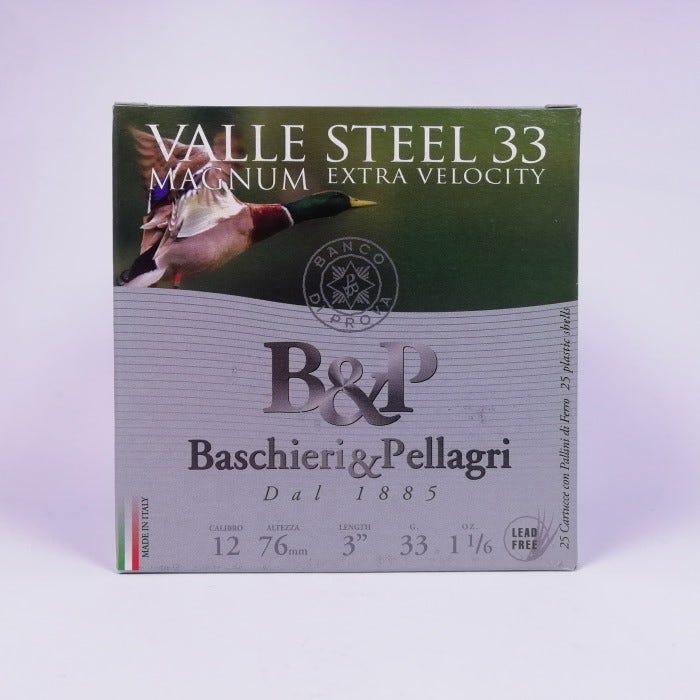 VALLE STEEL 33
MAGNUM EXTRA VELOCITY
BANCO DI PROVA
PB
B&P
Baschieri&Pellagri
Dal 1885
CALIBRO ALTEZZA LENGTH G. OZ.
12 76mm 3” 33 1 1/6
LEAD
FREE
MADE IN ITALY
25 Cartucce con Pallini di Ferro 25 plastic shells